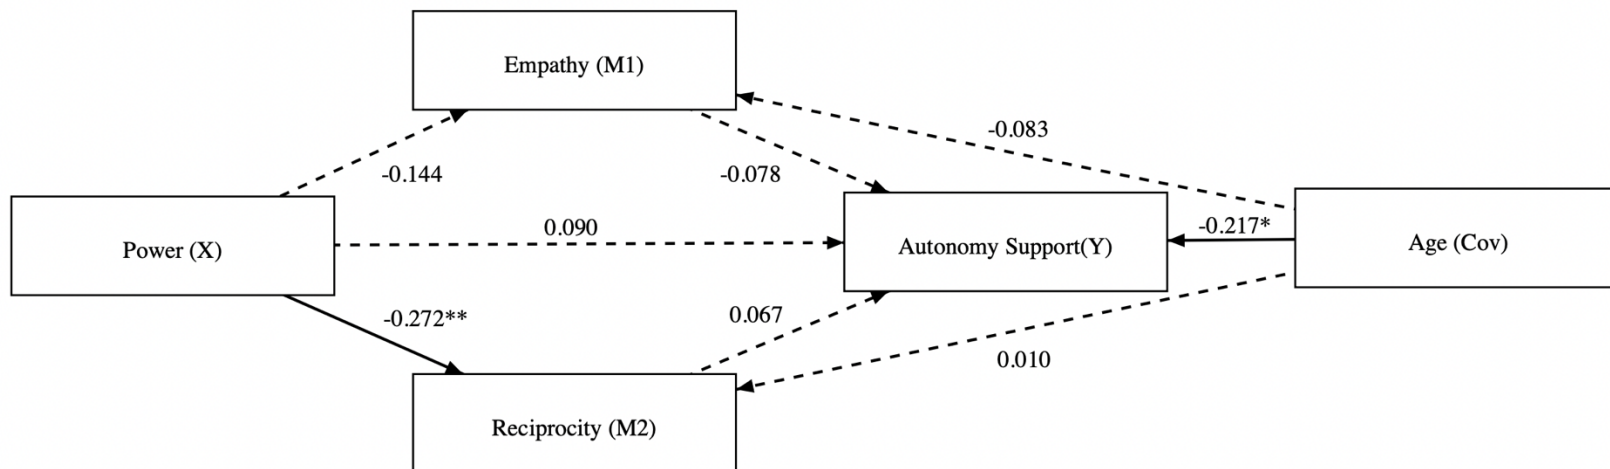 Empathy (M1)
-0.083
-0.144
-0.078
Power (X)
0.090
Autonomy Support(Y)
-0.217*
Age (Cov)
-0.272**
0.067
0.010
Reciprocity (M2)